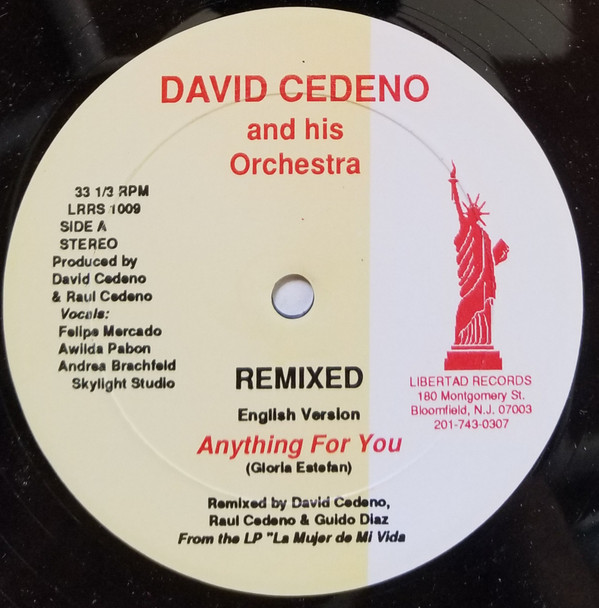 DAVID CEDENO
and his
Orchestra
33 1/3 RPM
LRRS 1009
SIDE A
STEREO
Produced by
David Cedeno
& Raul Cedeno
Vocals:
Felipe Mercado
Awilda Pabon
Andrea Brachfeld
Skylight Studio
LIBERTAD RECORDS
180 Montgomery St.
Bloomfield, N.J. 07003
201-743-0307
REMIXED
English Version
Anything For You
(Gloria Estefan)
Remixed by David Cedeno,
Raul Cedeno & Guido Diaz
From the LP "La Mujer de Mi Vida